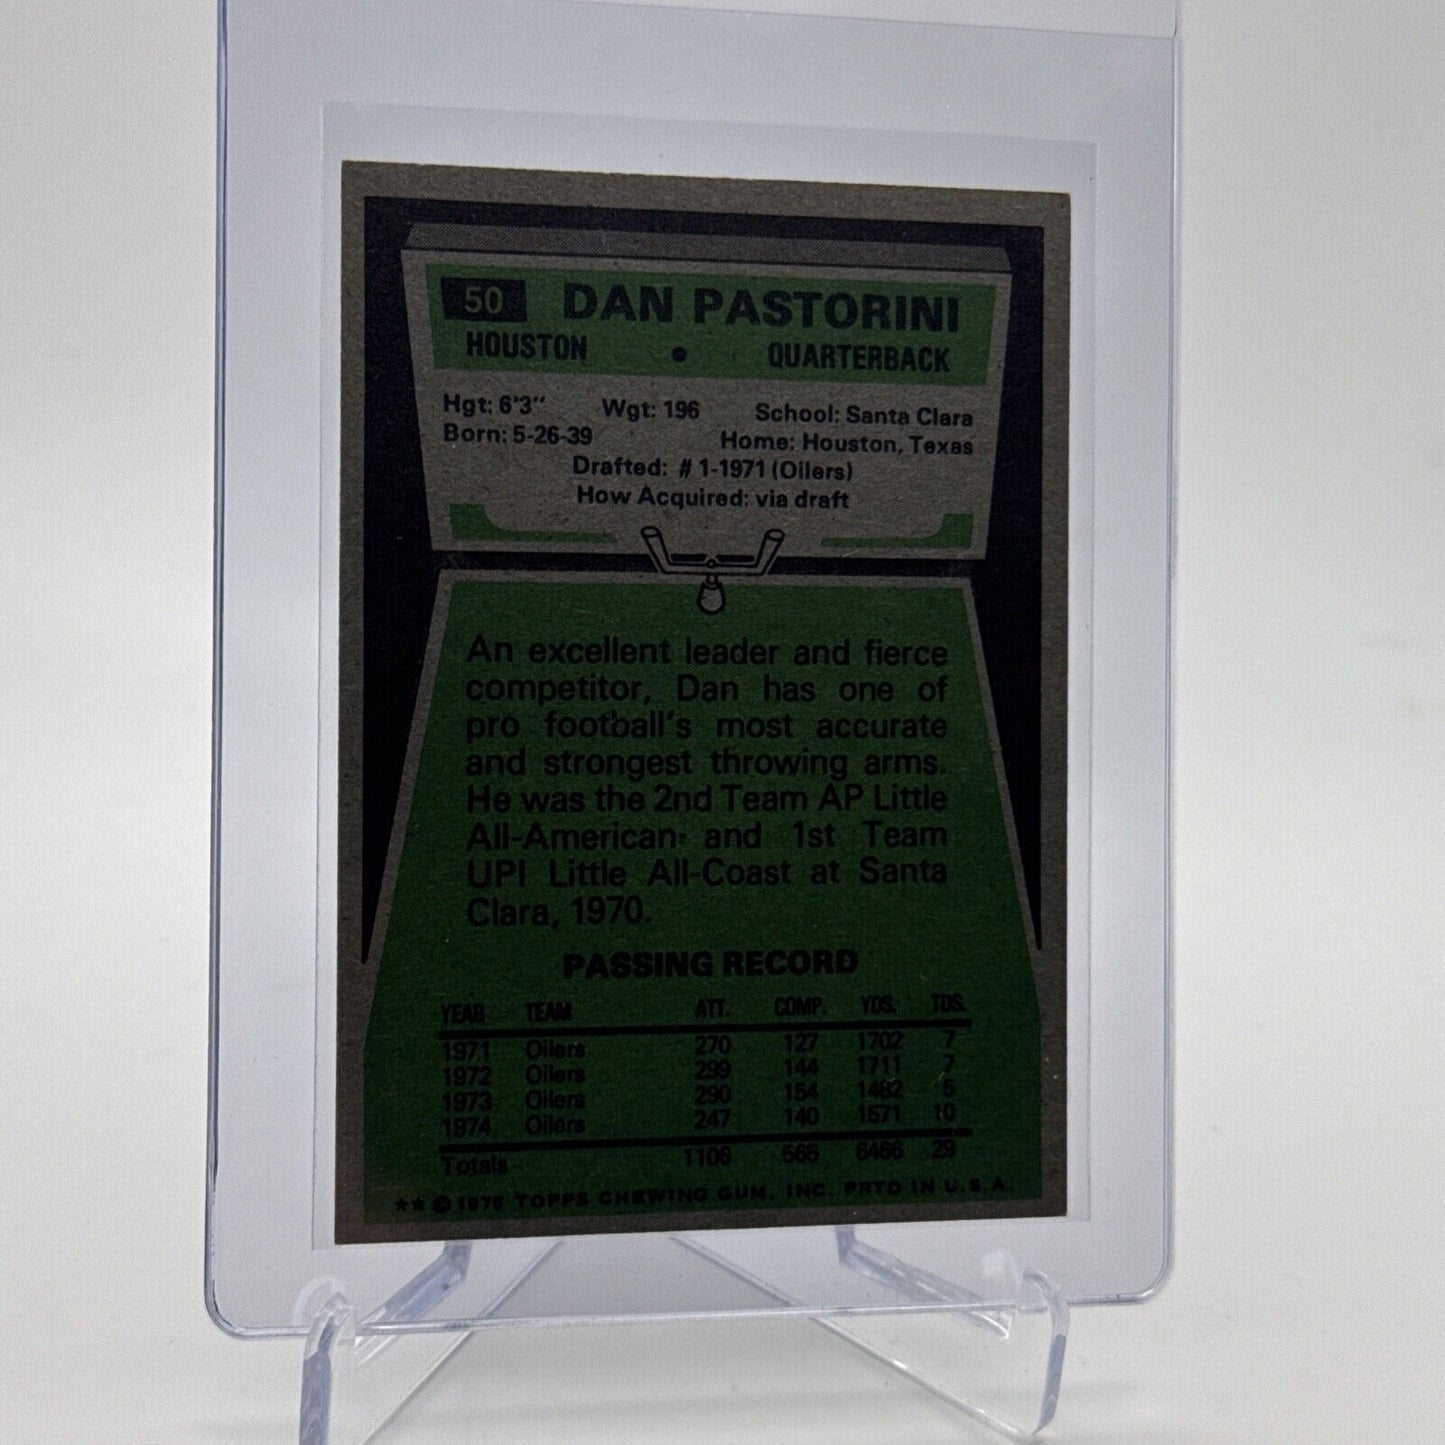 50 DAN PASTORINI
HOUSTON • QUARTERBACK
Hgt: 6'3" Wgt: 196 School: Santa Clara
Born: 5-26-39 Home: Houston, Texas
Drafted: #1-1971 (Oilers)
How Acquired: via draft
An excellent leader and fierce
competitor, Dan has one of
pro football's most accurate
and strongest throwing arms.
He was the 2nd Team AP Little
All-American and 1st Team
UPI Little All-Coast at Santa
Clara, 1970.
PASSING RECORD
YEAR TEAM ATT. COMP. YDS. TDS.
1971 Oilers 270 127 1702 7
1972 Oilers 299 144 1711 7
1973 Oilers 290 154 1482 5
1974 Oilers 247 140 1571 10
Totals 1106 565 6466 29
★★ © 1975 TOPPS CHEWING GUM, INC. PRTD IN U.S.A.